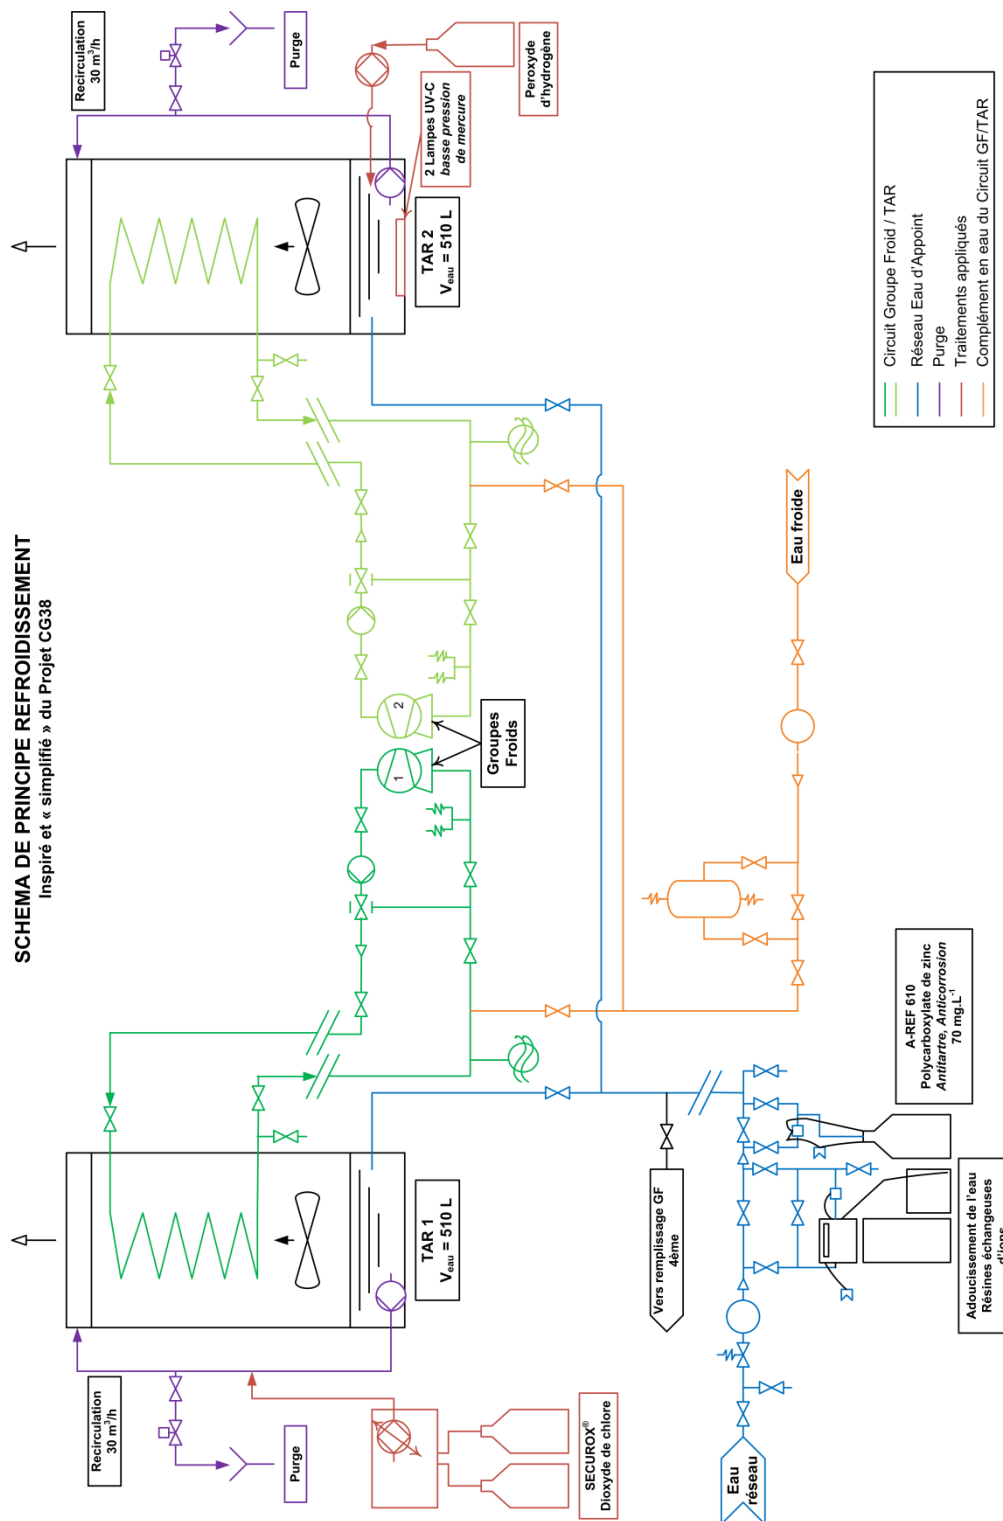 SCHEMA DE PRINCIPE REFROIDISSEMENT
Inspiré et « simplifié » du Projet CG38
Recirculation
30 m³/h
Purge
TAR 1
Veau = 510 L
SECUROX®
Dioxyde de chlore
Recirculation
30 m³/h
Purge
Peroxyde
d'hydrogène
2 Lampes UV-C
basse pression
de mercure
TAR 2
Veau = 510 L
1
2
Groupes
Froids
Vers remplissage GF
4ème
Eau
réseau
Eau froide
A-REF 610
Polycarboxylate de zinc
Antitartre, Anticorrosion
70 mg.L⁻¹
Adoucissement de l'eau
Résines échangeuses
d'ions
Circuit Groupe Froid / TAR
Réseau Eau d'Appoint
Purge
Traitements appliqués
Complément en eau du Circuit GF/TAR